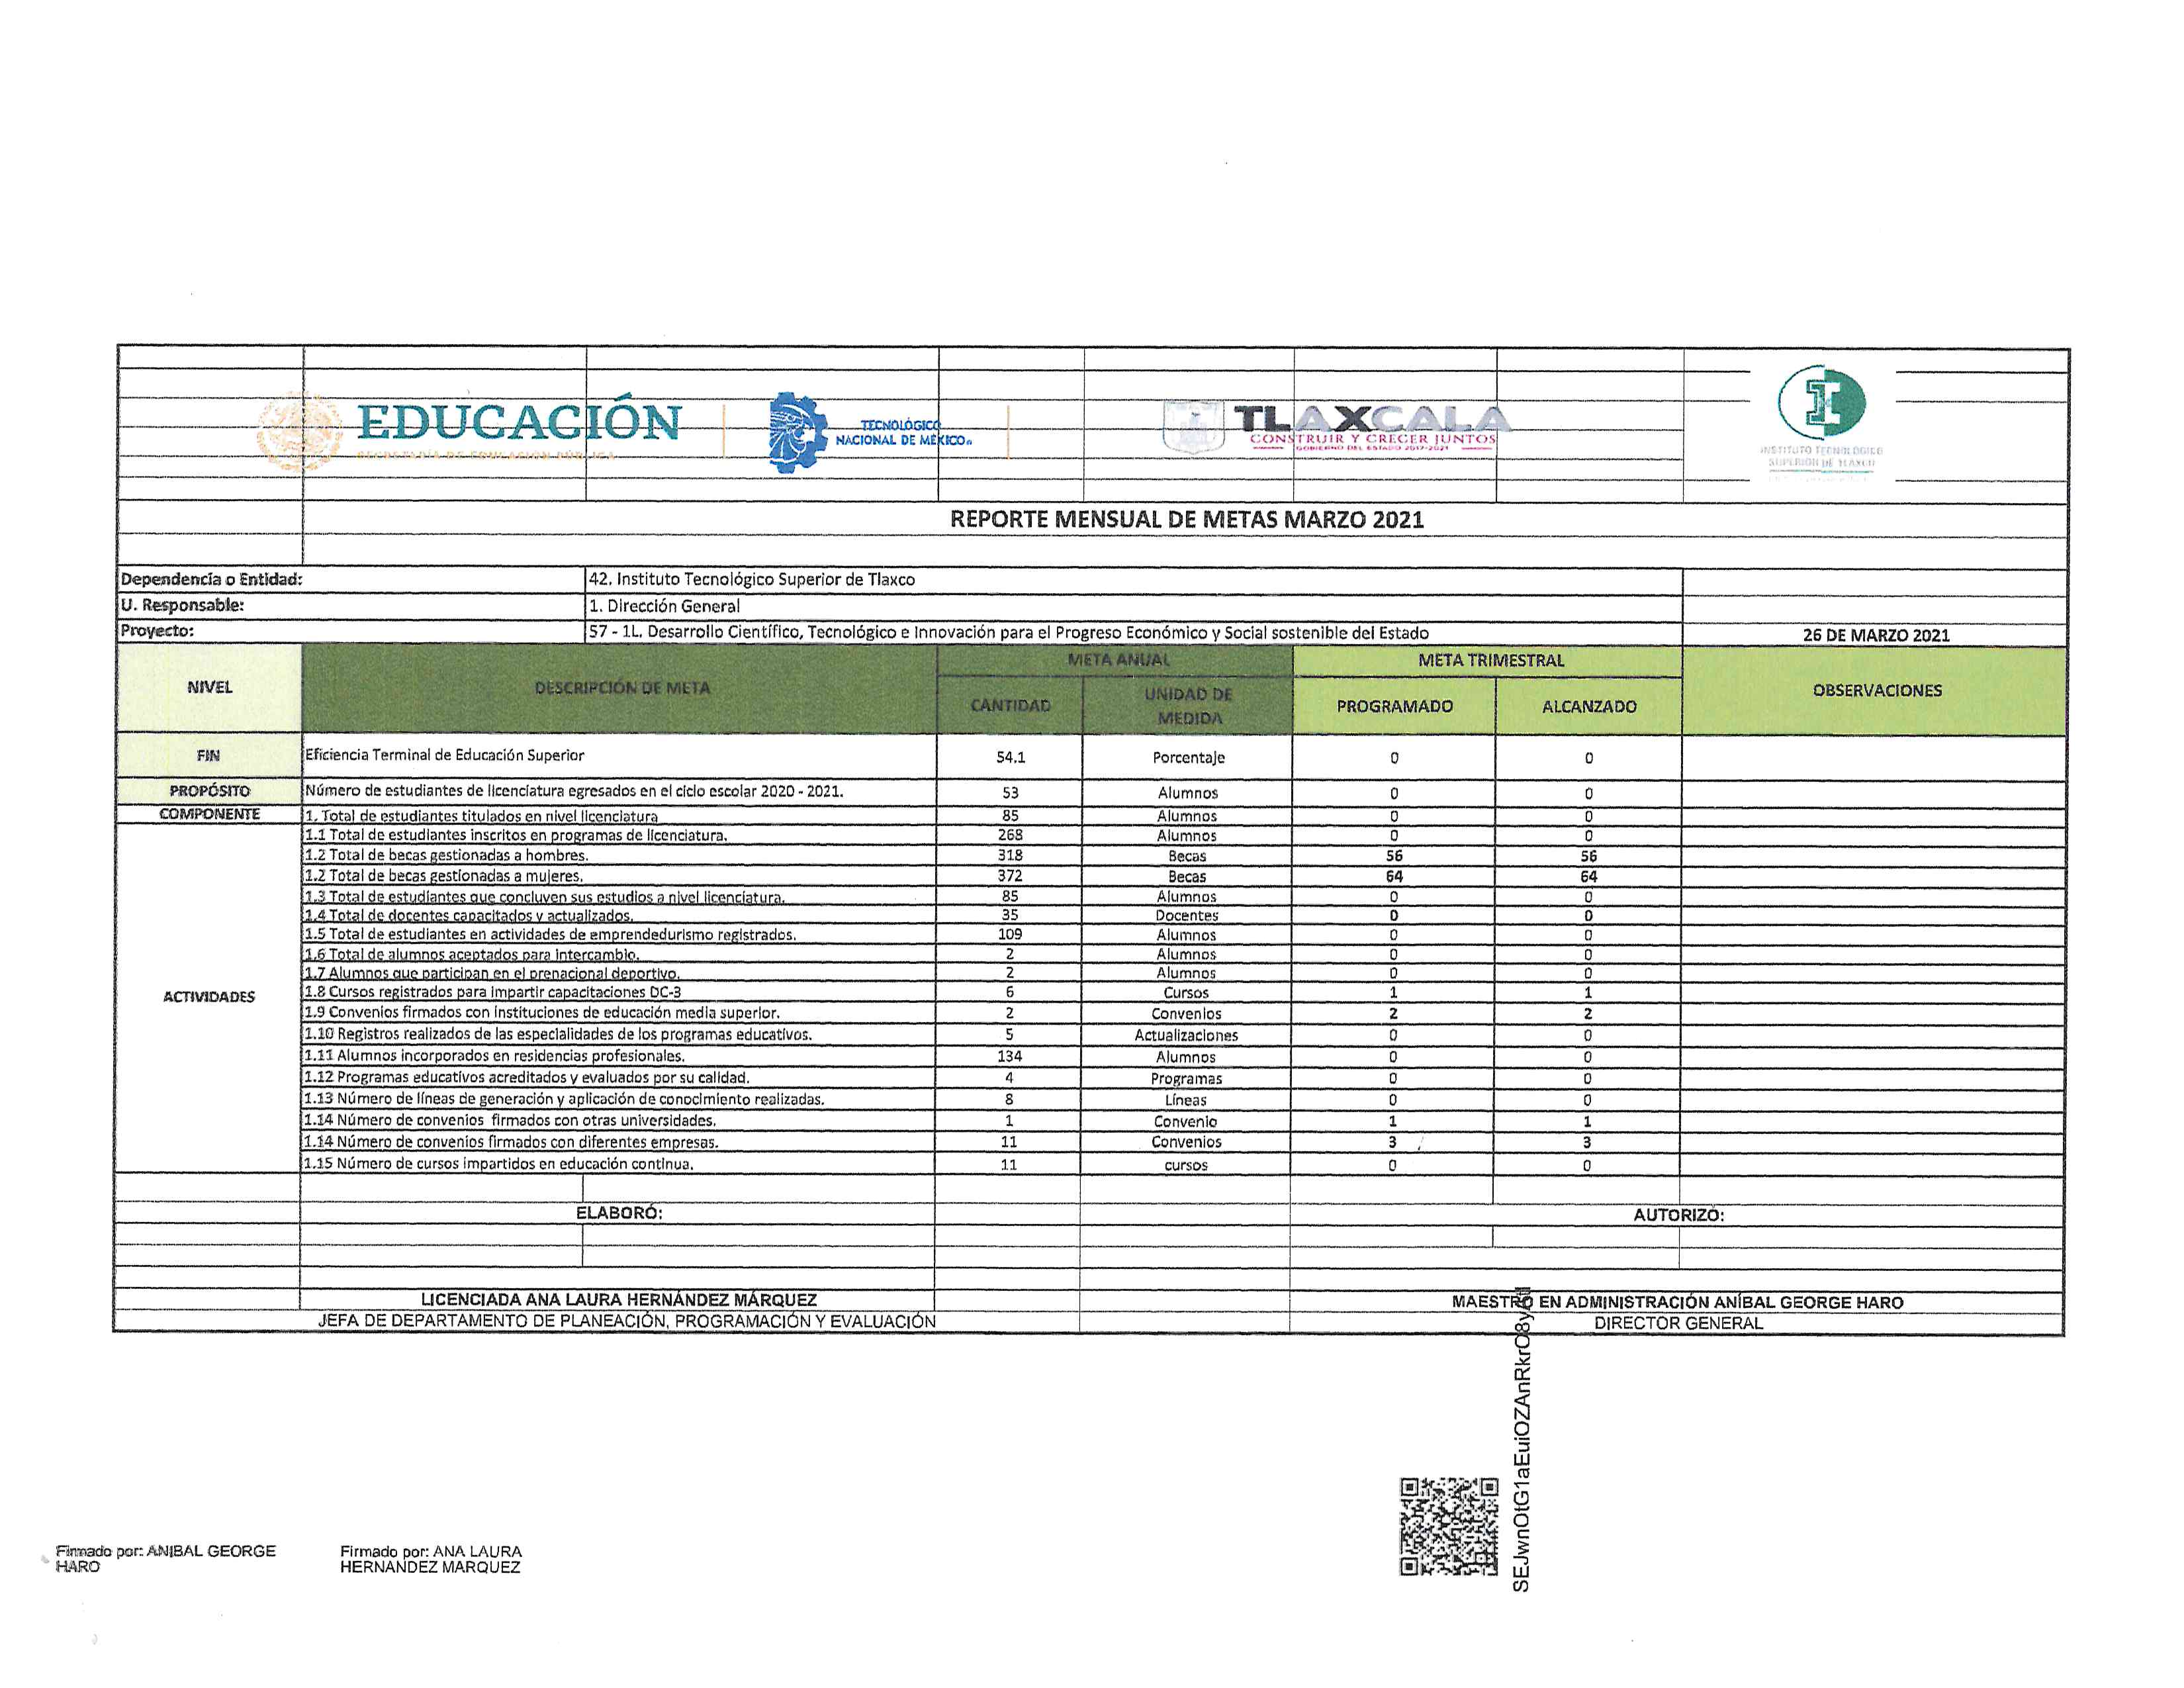 EDUCACIÓN
SECRETARÍA DE EDUCACIÓN PÚBLICA
TECNOLÓGICO
NACIONAL DE MÉXICO®
TLAXCALA
CONSTRUIR Y CRECER JUNTOS
GOBIERNO DEL ESTADO 2017-2021
INSTITUTO TECNOLÓGICO
SUPERIOR DE TLAXCO
REPORTE MENSUAL DE METAS MARZO 2021
Dependencia o Entidad: 42. Instituto Tecnológico Superior de Tlaxco
U. Responsable: 1. Dirección General
Proyecto: 57 - 1L. Desarrollo Científico, Tecnológico e Innovación para el Progreso Económico y Social sostenible del Estado 26 DE MARZO 2021
NIVEL DESCRIPCIÓN DE META META ANUAL META TRIMESTRAL OBSERVACIONES
CANTIDAD UNIDAD DE MEDIDA PROGRAMADO ALCANZADO
FIN Eficiencia Terminal de Educación Superior 54.1 Porcentaje 0 0
PROPÓSITO Número de estudiantes de licenciatura egresados en el ciclo escolar 2020 - 2021. 53 Alumnos 0 0
COMPONENTE 1. Total de estudiantes titulados en nivel licenciatura 85 Alumnos 0 0
ACTIVIDADES
1.1 Total de estudiantes inscritos en programas de licenciatura. 268 Alumnos 0 0
1.2 Total de becas gestionadas a hombres. 318 Becas 56 56
1.2 Total de becas gestionadas a mujeres. 372 Becas 64 64
1.3 Total de estudiantes que concluyen sus estudios a nivel licenciatura. 85 Alumnos 0 0
1.4 Total de docentes capacitados y actualizados. 35 Docentes 0 0
1.5 Total de estudiantes en actividades de emprendedurismo registrados. 109 Alumnos 0 0
1.6 Total de alumnos aceptados para intercambio. 2 Alumnos 0 0
1.7 Alumnos que participan en el prenacional deportivo. 2 Alumnos 0 0
1.8 Cursos registrados para impartir capacitaciones DC-3 6 Cursos 1 1
1.9 Convenios firmados con instituciones de educación media superior. 2 Convenios 2 2
1.10 Registros realizados de las especialidades de los programas educativos. 5 Actualizaciones 0 0
1.11 Alumnos incorporados en residencias profesionales. 134 Alumnos 0 0
1.12 Programas educativos acreditados y evaluados por su calidad. 4 Programas 0 0
1.13 Número de líneas de generación y aplicación de conocimiento realizadas. 8 Líneas 0 0
1.14 Número de convenios firmados con otras universidades. 1 Convenio 1 1
1.14 Número de convenios firmados con diferentes empresas. 11 Convenios 3 3
1.15 Número de cursos impartidos en educación continua. 11 cursos 0 0
ELABORÓ: AUTORIZÓ:
LICENCIADA ANA LAURA HERNÁNDEZ MÁRQUEZ MAESTRO EN ADMINISTRACIÓN ANÍBAL GEORGE HARO
JEFA DE DEPARTAMENTO DE PLANEACIÓN, PROGRAMACIÓN Y EVALUACIÓN DIRECTOR GENERAL
Firmado por: ANIBAL GEORGE
HARO
Firmado por: ANA LAURA
HERNANDEZ MARQUEZ